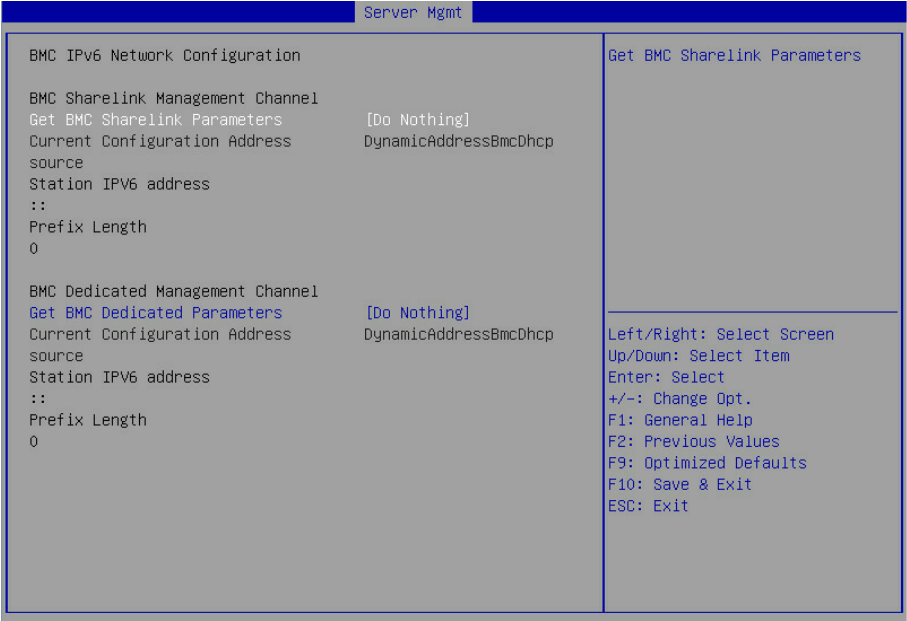 Server Mgmt
BMC IPv6 Network Configuration
BMC Sharelink Management Channel
Get BMC Sharelink Parameters [Do Nothing]
Current Configuration Address DynamicAddressBmcDhcp
source
Station IPV6 address
::
Prefix Length
0
BMC Dedicated Management Channel
Get BMC Dedicated Parameters [Do Nothing]
Current Configuration Address DynamicAddressBmcDhcp
source
Station IPV6 address
::
Prefix Length
0
Get BMC Sharelink Parameters
Left/Right: Select Screen
Up/Down: Select Item
Enter: Select
+/-: Change Opt.
F1: General Help
F2: Previous Values
F9: Optimized Defaults
F10: Save & Exit
ESC: Exit